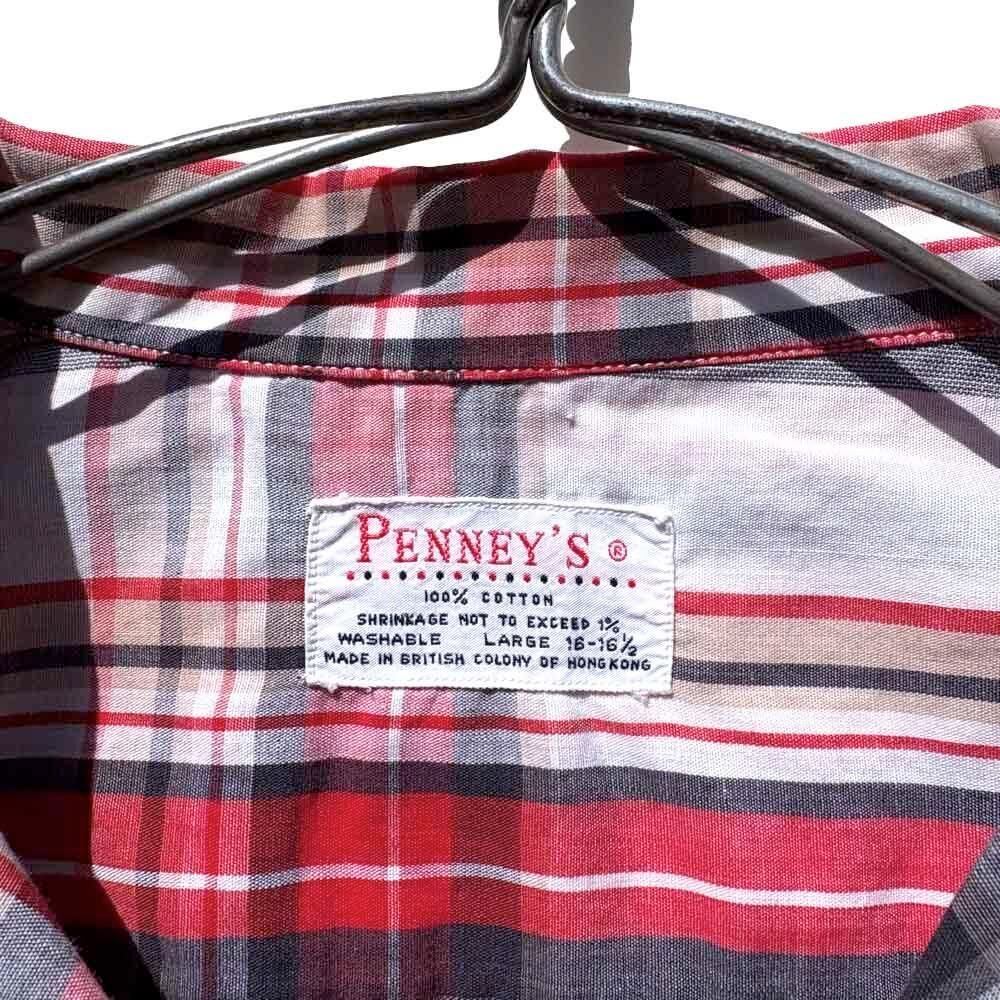 PENNEY'S ®
100% COTTON
SHRINKAGE NOT TO EXCEED 1%
WASHABLE LARGE 16-16½
MADE IN BRITISH COLONY OF HONGKONG